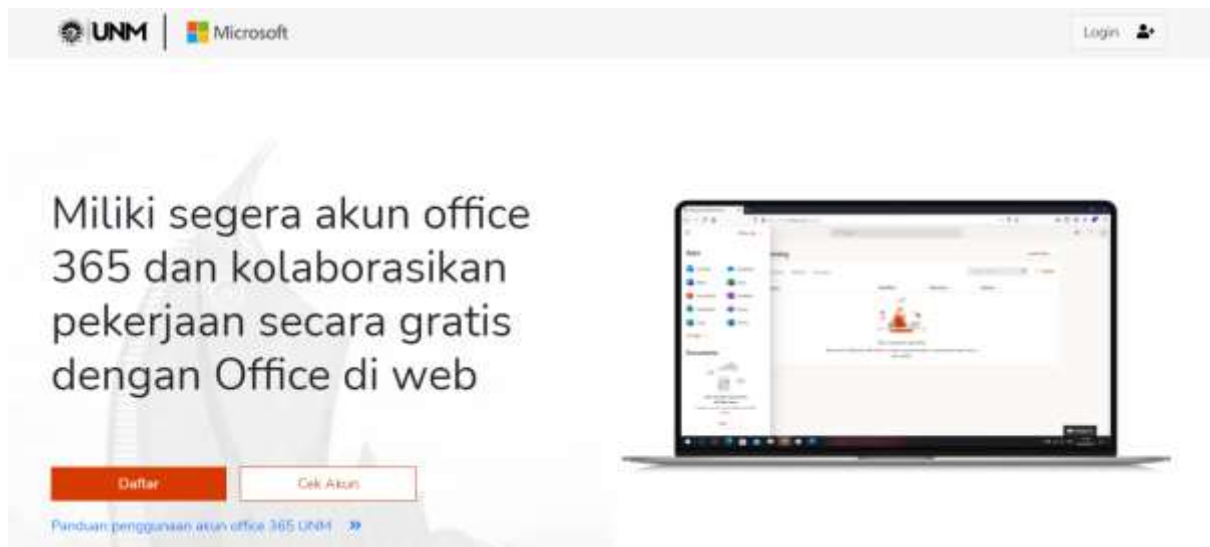 UNM
Microsoft
Login
Miliki segera akun office
365 dan kolaborasikan
pekerjaan secara gratis
dengan Office di web
Daftar
Cek Akun
Panduan penggunaan akun office 365 UNM